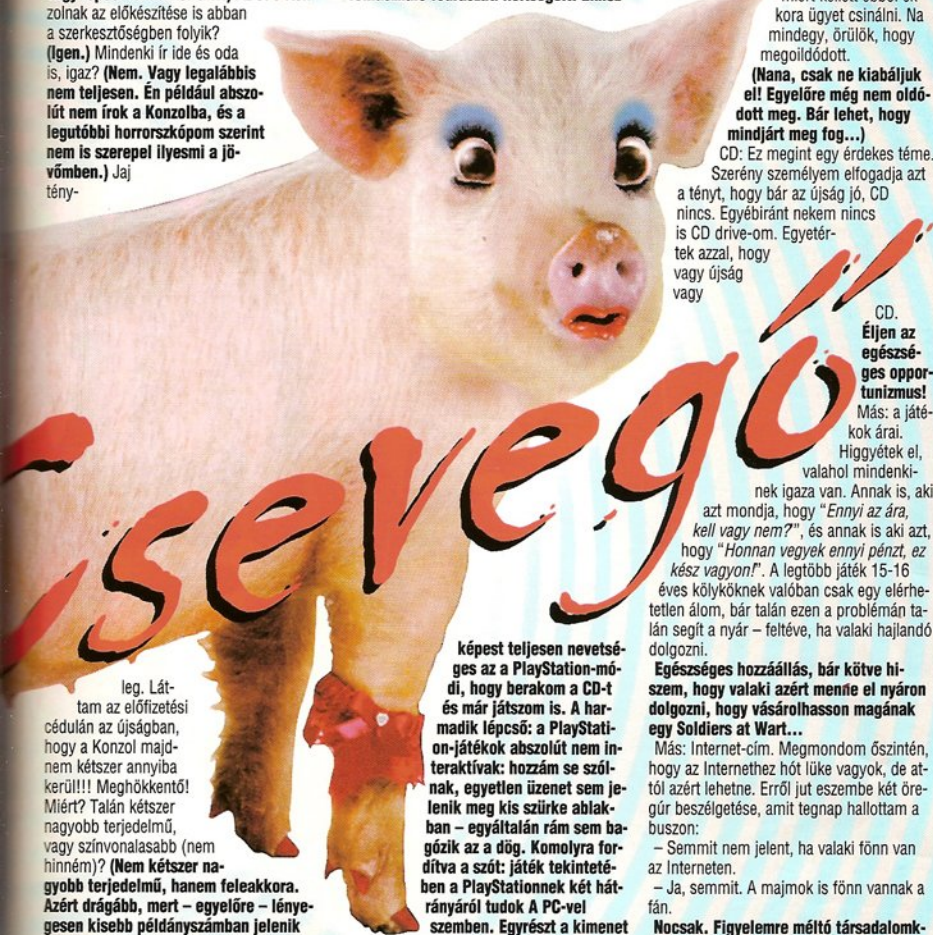 zolnak az előkészítése is abban
a szerkesztőségben folyik?
(Igen.) Mindenki ír ide és oda
is, igaz? (Nem. Vagy legalábbis
nem teljesen. Én például abszo-
lút nem írok a Konzolba, és a
legutóbbi horrorszkópom szerint
nem is szerepel ilyesmi a jö-
vőmben.) Jaj
tény-
leg. Lát-
tam az előfizetési
cédulán az újságban,
hogy a Konzol majd-
nem kétszer annyiba
kerül!!! Meghökkentő!
Miért? Talán kétszer
nagyobb terjedelmű,
vagy színvonalasabb (nem
hinném)? (Nem kétszer na-
gyobb terjedelmű, hanem feleakkora.
Azért drágább, mert – egyelőre – lénye-
gesen kisebb példányszámban jelenik
Csevegő
képest teljesen nevetsé-
ges az a PlayStation-mó-
di, hogy berakom a CD-t
és már játszom is. A har-
madik lépcső: a PlayStati-
on-játékok abszolút nem in-
teraktívak: hozzám se szól-
nak, egyetlen üzenet sem je-
lenik meg kis szürke ablak-
ban – egyáltalán rám sem ba-
gózik az a dög. Komolyra for-
dítva a szót: játék tekinteté-
ben a PlayStationnek két hát-
rányáról tudok A PC-vel
szemben. Egyrészt a kimenet
kora ügyet csinálni. Na
mindegy, örülök, hogy
megoildódott.
(Nana, csak ne kiabáljuk
el! Egyelőre még nem oldó-
dott meg. Bár lehet, hogy
mindjárt meg fog...)
CD: Ez megint egy érdekes téme.
Szerény személyem elfogadja azt
a tényt, hogy bár az újság jó, CD
nincs. Egyébiránt nekem nincs
is CD drive-om. Egyetér-
tek azzal, hogy
vagy újság
vagy
CD.
Éljen az
egészsé-
ges oppor-
tunizmus!
Más: a játé-
kok árai.
Higgyétek el,
valahol mindenki-
nek igaza van. Annak is, aki
azt mondja, hogy "Ennyi az ára,
kell vagy nem?", és annak is aki azt,
hogy "Honnan vegyek ennyi pénzt, ez
kész vagyon!". A legtöbb játék 15-16
éves kölyköknek valóban csak egy elérhe-
tetlen álom, bár talán ezen a problémán ta-
lán segít a nyár – feltéve, ha valaki hajlandó
dolgozni.
Egészséges hozzáállás, bár kötve hi-
szem, hogy valaki azért menne el nyáron
dolgozni, hogy vásárolhasson magának
egy Soldiers at Wart...
Más: Internet-cím. Megmondom őszintén,
hogy az Internethez hót lüke vagyok, de at-
tól azért lehetne. Erről jut eszembe két öre-
gúr beszélgetése, amit tegnap hallottam a
buszon:
– Semmit nem jelent, ha valaki fönn van
az Interneten.
– Ja, semmit. A majmok is fönn vannak a
fán.
Nocsak. Figyelemre méltó társadalomk-